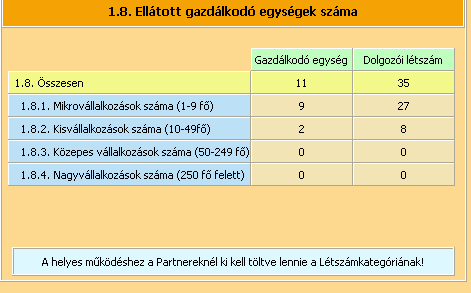 1.8. Ellátott gazdálkodó egységek száma
Gazdálkodó egység Dolgozói létszám
1.8. Összesen 11 35
1.8.1. Mikrovállalkozások száma (1-9 fő) 9 27
1.8.2. Kisvállalkozások száma (10-49fő) 2 8
1.8.3. Közepes vállalkozások száma (50-249 fő) 0 0
1.8.4. Nagyvállalkozások száma (250 fő felett) 0 0
A helyes működéshez a Partnereknél ki kell töltve lennie a Létszámkategóriának!